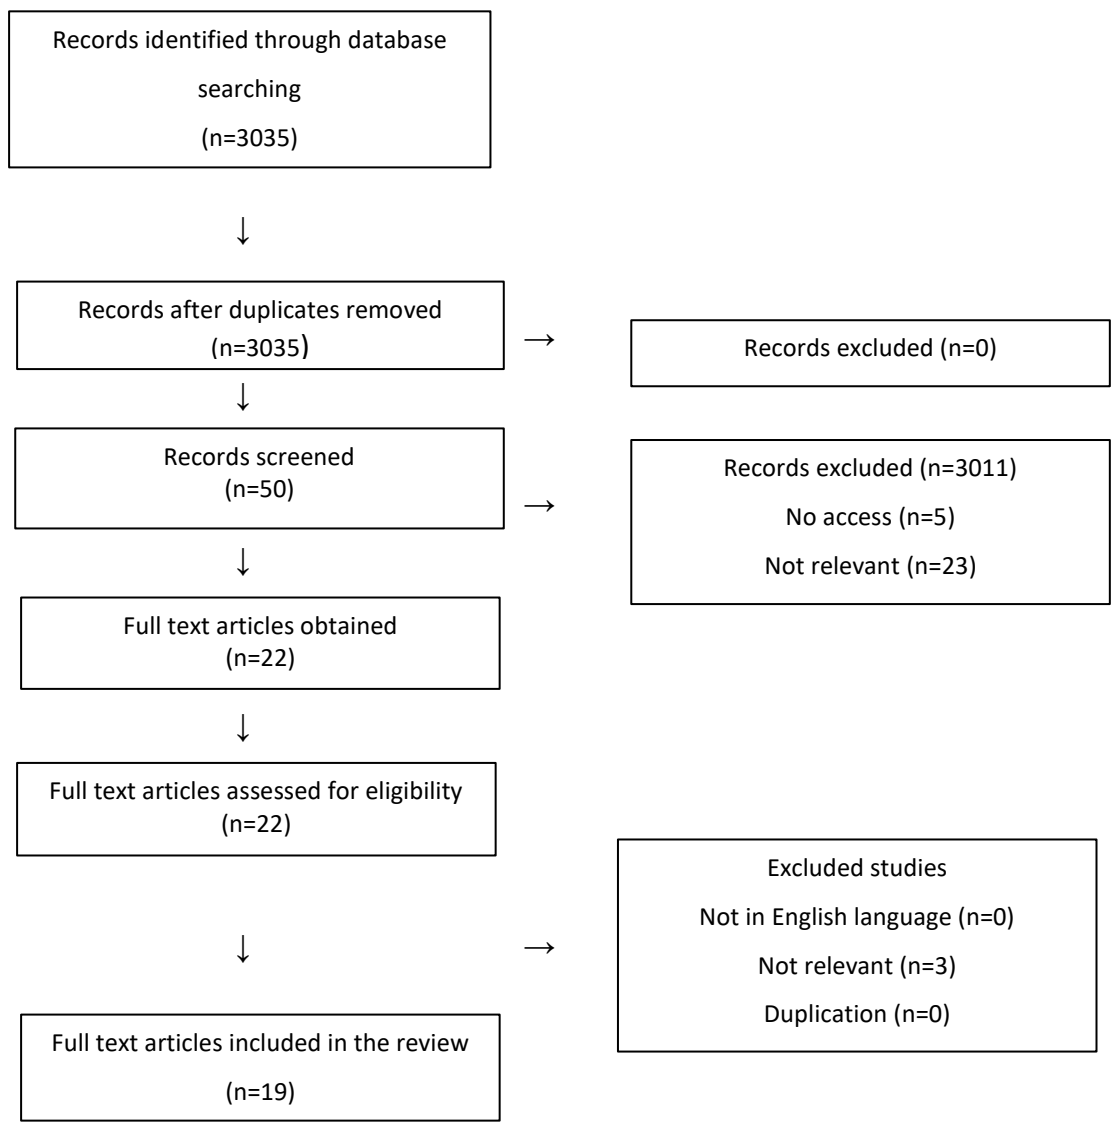 Records identified through database
searching
(n=3035)
↓
Records after duplicates removed
(n=3035)
→
Records excluded (n=0)
↓
Records screened
(n=50)
→
Records excluded (n=3011)
No access (n=5)
Not relevant (n=23)
↓
Full text articles obtained
(n=22)
↓
Full text articles assessed for eligibility
(n=22)
↓
→
Excluded studies
Not in English language (n=0)
Not relevant (n=3)
Duplication (n=0)
Full text articles included in the review
(n=19)